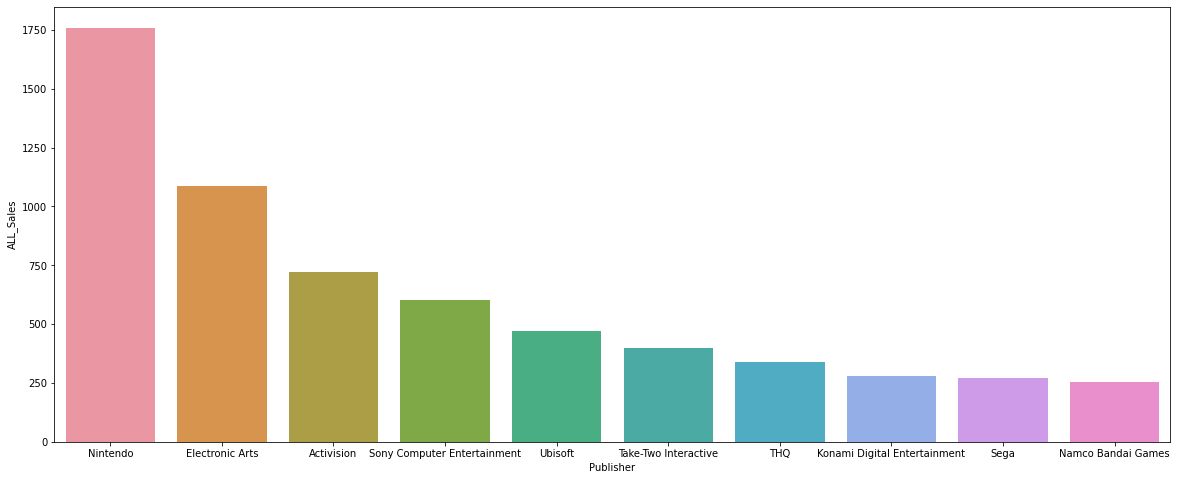 1750
1500
1250
1000
750
500
250
0
ALL_Sales
Nintendo Electronic Arts Activision Sony Computer Entertainment Ubisoft Take-Two Interactive THQ Konami Digital Entertainment Sega Namco Bandai Games
Publisher